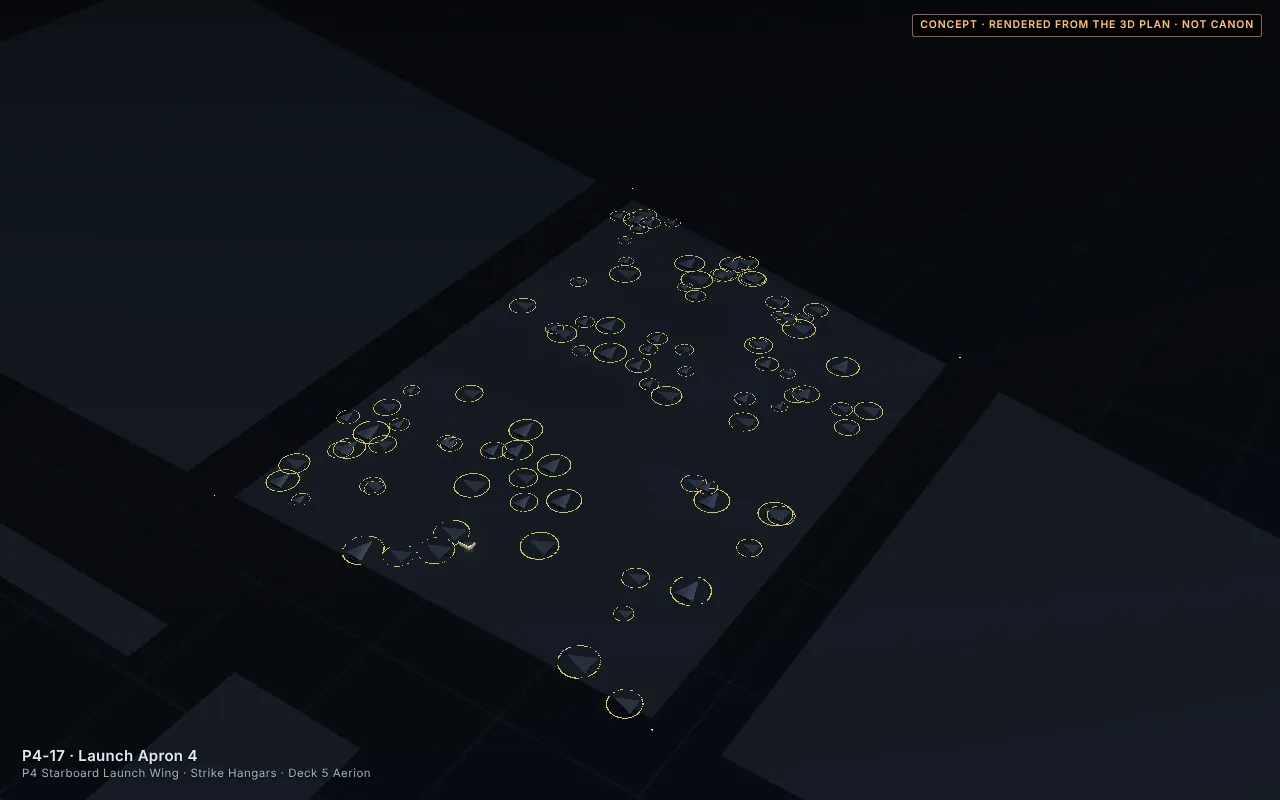 CONCEPT · RENDERED FROM THE 3D PLAN · NOT CANON
P4-17 · Launch Apron 4
P4 Starboard Launch Wing · Strike Hangars · Deck 5 Aerion